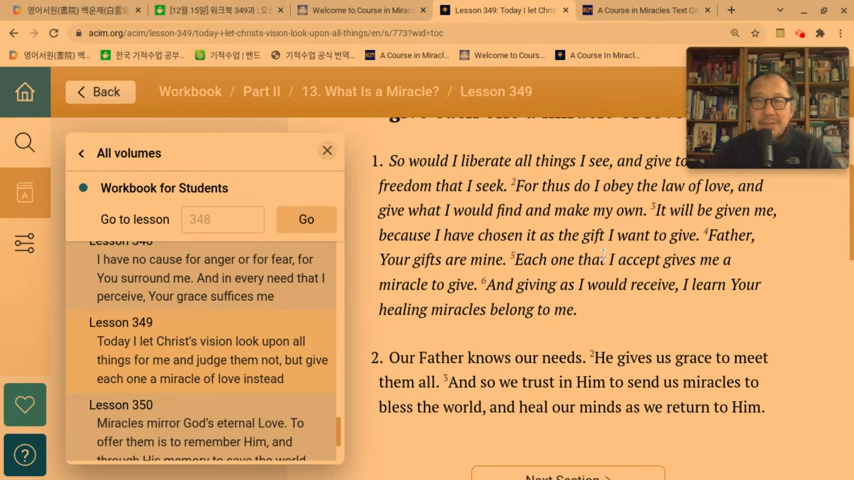 영어서원(書院) 백운재(白雲
[12월 15일] 워크북 349과 : 오
Welcome to Course in Mirac
Lesson 349: Today I let Chris
A Course in Miracles Text Q
acim.org/acim/lesson-349/today-i-let-christs-vision-look-upon-all-things/en/s/773?wid=toc
영어서원(書院) 백...
한국 기적수업 공부...
기적수업 | 밴드
기적수업 공식 번역...
A Course in Miracl...
Welcome to Cours...
A Course In Miracl...
Back
Workbook / Part II / 13. What Is a Miracle? / Lesson 349
All volumes
Workbook for Students
Go to lesson
348
Go
I have no cause for anger or for fear, for
You surround me. And in every need that I
perceive, Your grace suffices me
Lesson 349
Today I let Christ's vision look upon all
things for me and judge them not, but give
each one a miracle of love instead
Lesson 350
Miracles mirror God's eternal Love. To
offer them is to remember Him, and
through His memory to save the world
1. So would I liberate all things I see, and give to
freedom that I seek. 2For thus do I obey the law of love, and
give what I would find and make my own. 3It will be given me,
because I have chosen it as the gift I want to give. 4Father,
Your gifts are mine. 5Each one that I accept gives me a
miracle to give. 6And giving as I would receive, I learn Your
healing miracles belong to me.
2. Our Father knows our needs. 2He gives us grace to meet
them all. 3And so we trust in Him to send us miracles to
bless the world, and heal our minds as we return to Him.
Next Section